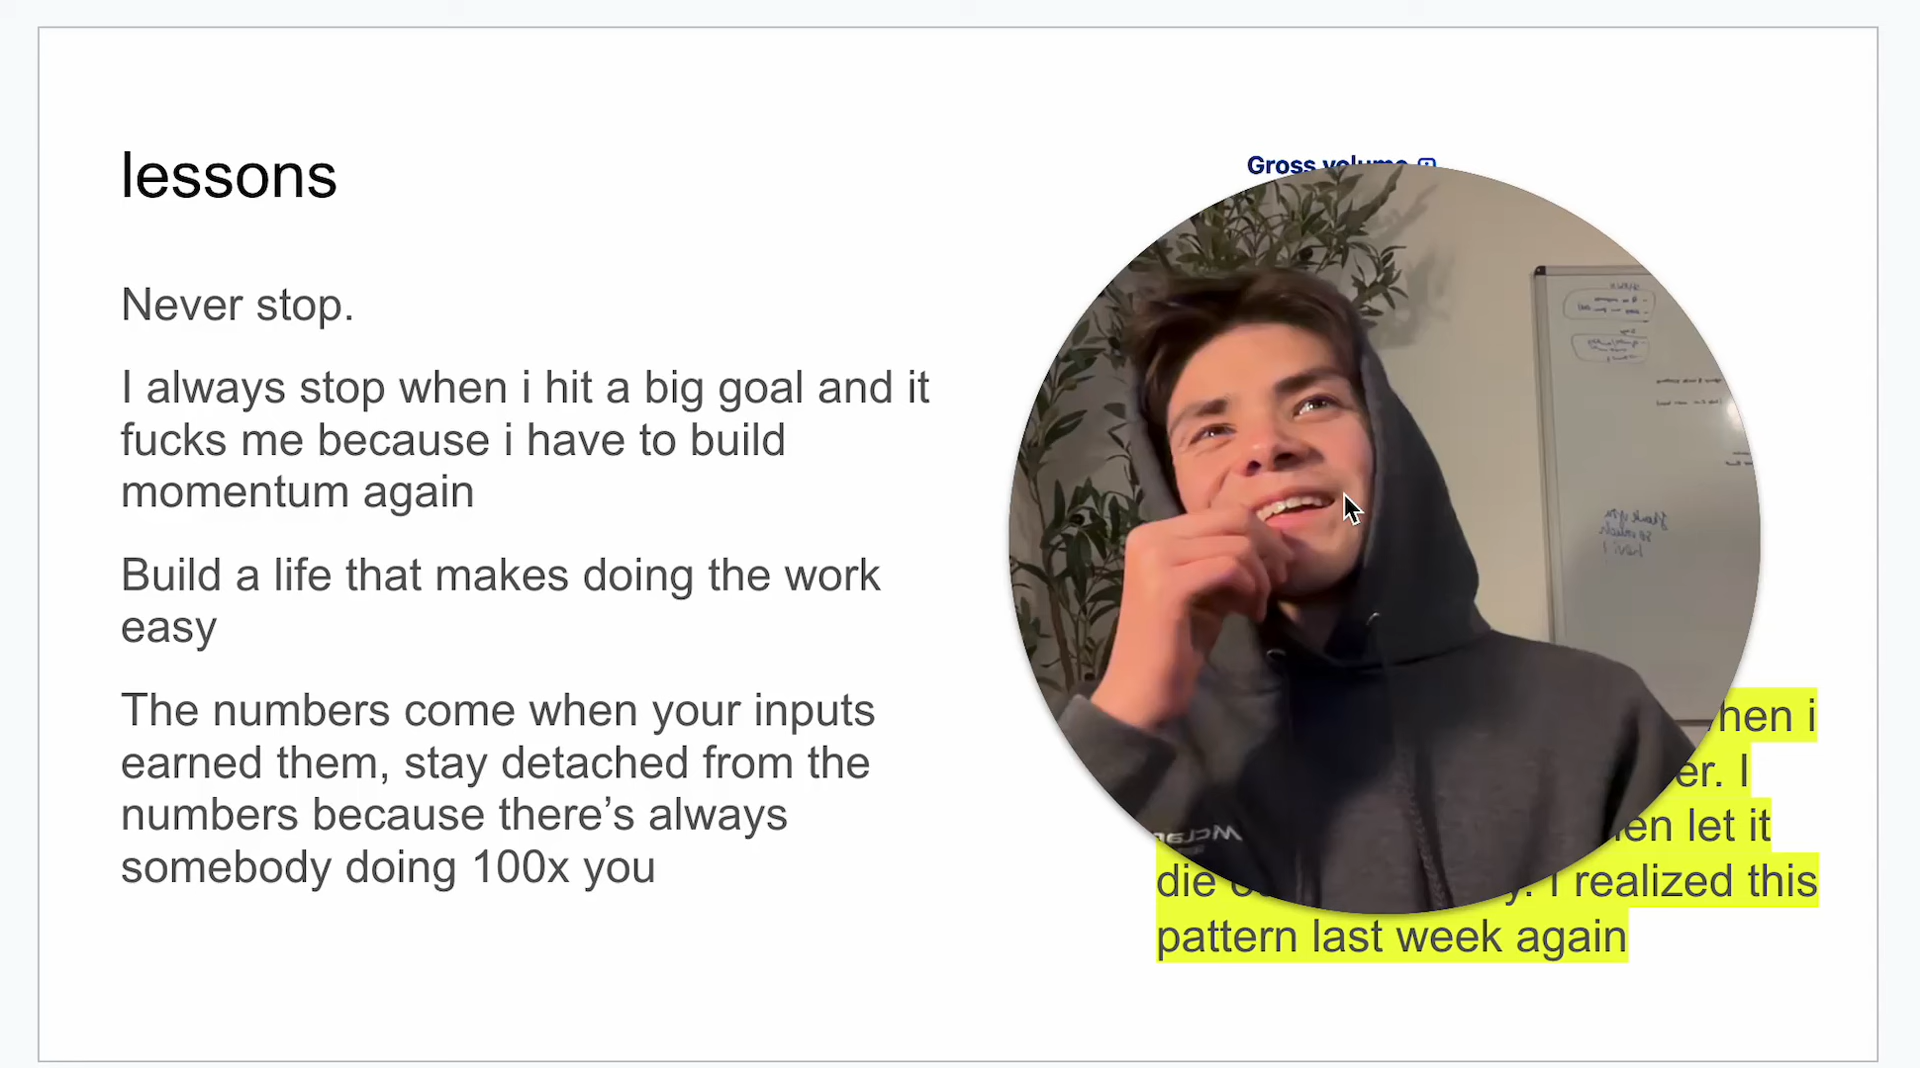 lessons
Never stop.
I always stop when i hit a big goal and it
fucks me because i have to build
momentum again
Build a life that makes doing the work
easy
The numbers come when your inputs
earned them, stay detached from the
numbers because there’s always
somebody doing 100x you
Gross volume
hen i
er. I
en let it
die y. I realized this
pattern last week again